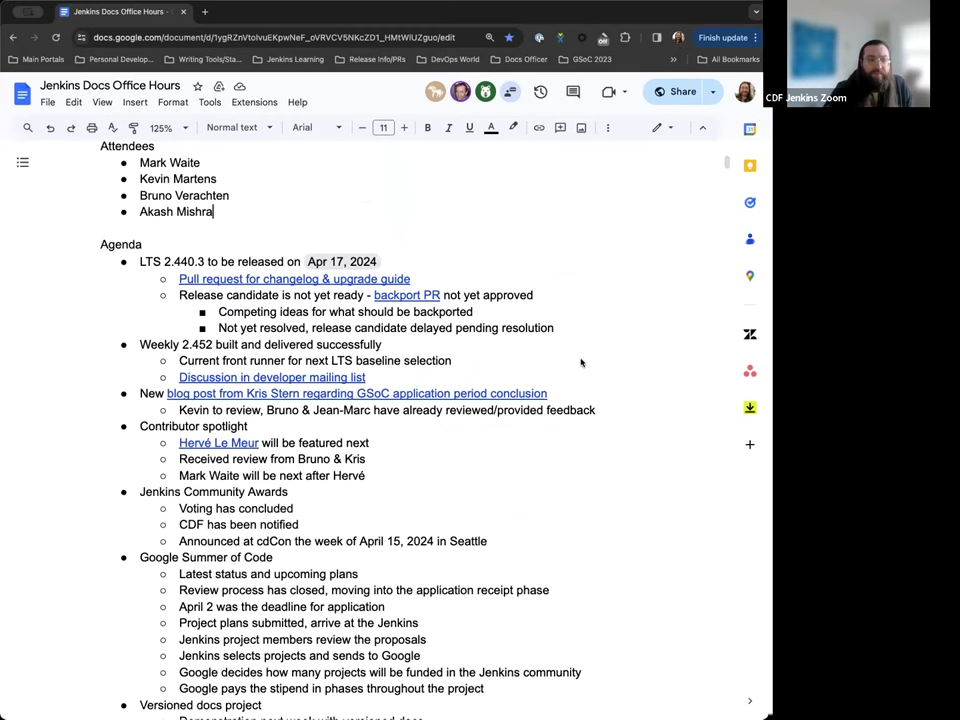 Jenkins Docs Office Hours -
docs.google.com/document/d/1ygRZnVtoIvuEKpwNeF_oVRVCV5NKcZD1_HMtWlUZguo/edit
Finish update
Main Portals
Personal Develop...
Writing Tools/Sta...
Jenkins Learning
Release Info/PRs
DevOps World
Docs Officer
GSoC 2023
»
All Bookmarks
Jenkins Docs Office Hours
File Edit View Insert Format Tools Extensions Help
Share
125% Normal text Arial − 11 + B I U A
CDF Jenkins Zoom
Attendees
● Mark Waite
● Kevin Martens
● Bruno Verachten
● Akash Mishra
Agenda
● LTS 2.440.3 to be released on Apr 17, 2024
○ Pull request for changelog & upgrade guide
○ Release candidate is not yet ready - backport PR not yet approved
■ Competing ideas for what should be backported
■ Not yet resolved, release candidate delayed pending resolution
● Weekly 2.452 built and delivered successfully
○ Current front runner for next LTS baseline selection
○ Discussion in developer mailing list
● New blog post from Kris Stern regarding GSoC application period conclusion
○ Kevin to review, Bruno & Jean-Marc have already reviewed/provided feedback
● Contributor spotlight
○ Hervé Le Meur will be featured next
○ Received review from Bruno & Kris
○ Mark Waite will be next after Hervé
● Jenkins Community Awards
○ Voting has concluded
○ CDF has been notified
○ Announced at cdCon the week of April 15, 2024 in Seattle
● Google Summer of Code
○ Latest status and upcoming plans
○ Review process has closed, moving into the application receipt phase
○ April 2 was the deadline for application
○ Project plans submitted, arrive at the Jenkins
○ Jenkins project members review the proposals
○ Jenkins selects projects and sends to Google
○ Google decides how many projects will be funded in the Jenkins community
○ Google pays the stipend in phases throughout the project
● Versioned docs project